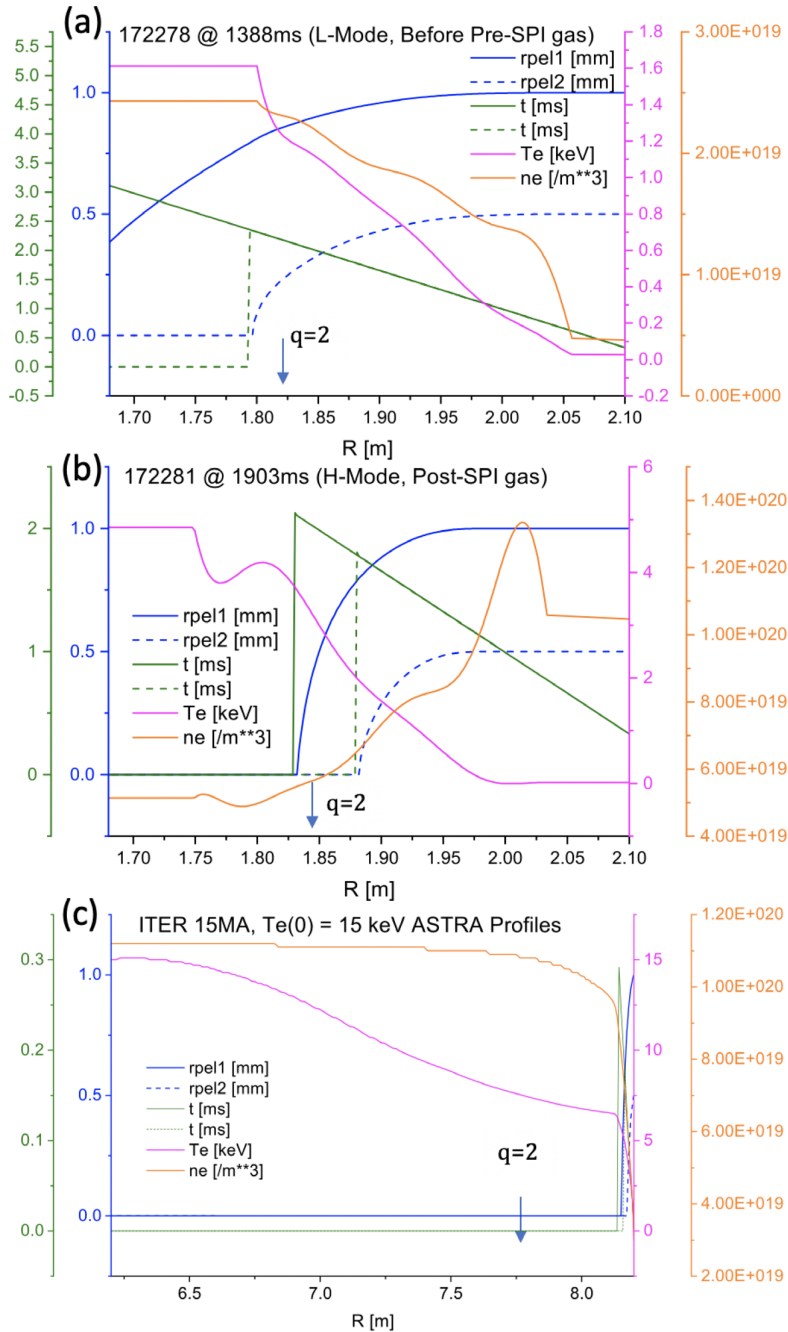 (a)
172278 @ 1388ms (L-Mode, Before Pre-SPI gas)
rpel1 [mm]
rpel2 [mm]
t [ms]
t [ms]
Te [keV]
ne [/m**3]
5.5
5.0
4.5
4.0
3.5
3.0
2.5
2.0
1.5
1.0
0.5
0.0
-0.5
1.0
0.5
0.0
q=2
1.8
1.6
1.4
1.2
1.0
0.8
0.6
0.4
0.2
0.0
-0.2
3.00E+019
2.00E+019
1.00E+019
0.00E+000
1.70 1.75 1.80 1.85 1.90 1.95 2.00 2.05 2.10
R [m]
(b)
172281 @ 1903ms (H-Mode, Post-SPI gas)
rpel1 [mm]
rpel2 [mm]
t [ms]
t [ms]
Te [keV]
ne [/m**3]
2
1
0
1.0
0.5
0.0
q=2
6
5
4
3
2
1
0
1.40E+020
1.20E+020
1.00E+020
8.00E+019
6.00E+019
4.00E+019
1.70 1.75 1.80 1.85 1.90 1.95 2.00 2.05 2.10
R [m]
(c)
ITER 15MA, Te(0) = 15 keV ASTRA Profiles
rpel1 [mm]
rpel2 [mm]
t [ms]
t [ms]
Te [keV]
ne [/m**3]
0.3
0.2
0.1
0.0
1.0
0.5
0.0
q=2
15
10
5
0
1.20E+020
1.00E+020
8.00E+019
6.00E+019
4.00E+019
2.00E+019
6.5 7.0 7.5 8.0
R [m]